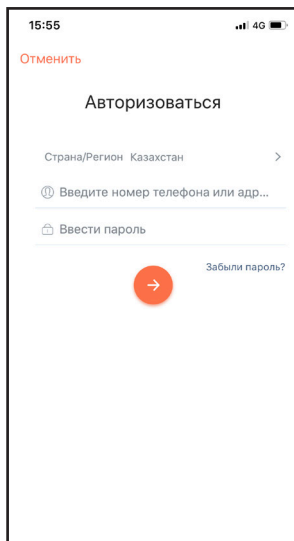 15:55 4G
Отменить
Авторизоваться
Страна/Регион Казахстан
Введите номер телефона или адр...
Ввести пароль
Забыли пароль?